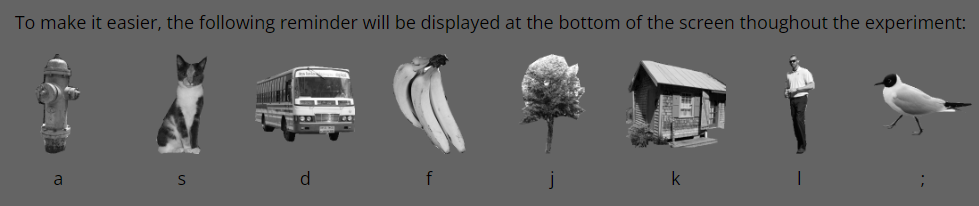 To make it easier, the following reminder will be displayed at the bottom of the screen thoughout the experiment:
a s d f j k l ;